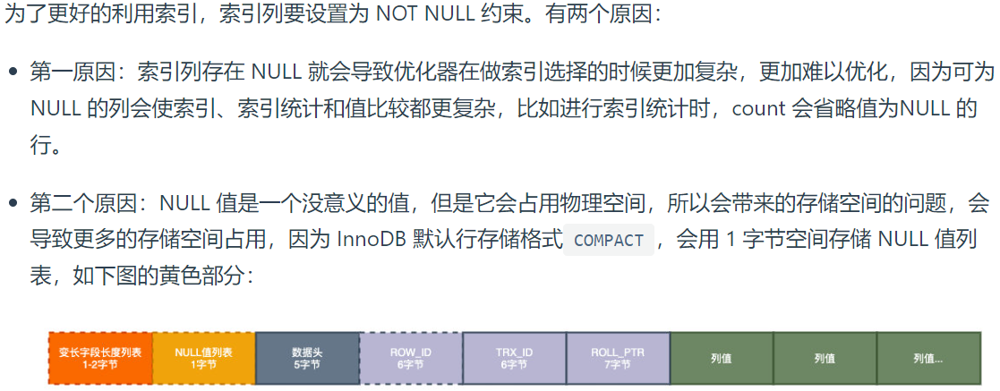 为了更好的利用索引，索引列要设置为 NOT NULL 约束。有两个原因：
第一原因：索引列存在 NULL 就会导致优化器在做索引选择的时候更加复杂，更加难以优化，因为可为
NULL 的列会使索引、索引统计和值比较都更复杂，比如进行索引统计时，count 会省略值为NULL 的
行。
第二个原因：NULL 值是一个没意义的值，但是它会占用物理空间，所以会带来的存储空间的问题，会
导致更多的存储空间占用，因为 InnoDB 默认行存储格式 COMPACT ，会用 1 字节空间存储 NULL 值列
表，如下图的黄色部分：
变长字段长度列表
1-2字节
NULL值列表
1字节
数据头
5字节
ROW_ID
6字节
TRX_ID
6字节
ROLL_PTR
7字节
列值
列值
列值...